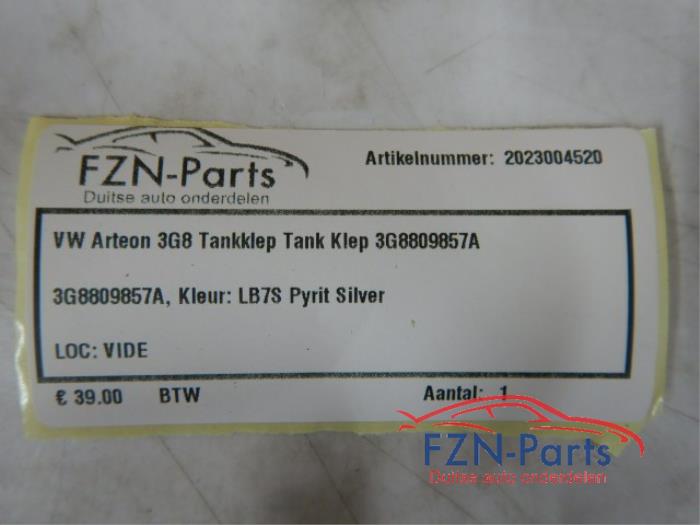 FZN-Parts
Duitse auto onderdelen
Artikelnummer: 2023004520
VW Arteon 3G8 Tankklep Tank Klep 3G8809857A
3G8809857A, Kleur: LB7S Pyrit Silver
LOC: VIDE
€ 39.00 BTW Aantal: 1
FZN-Parts
Duitse auto onderdelen